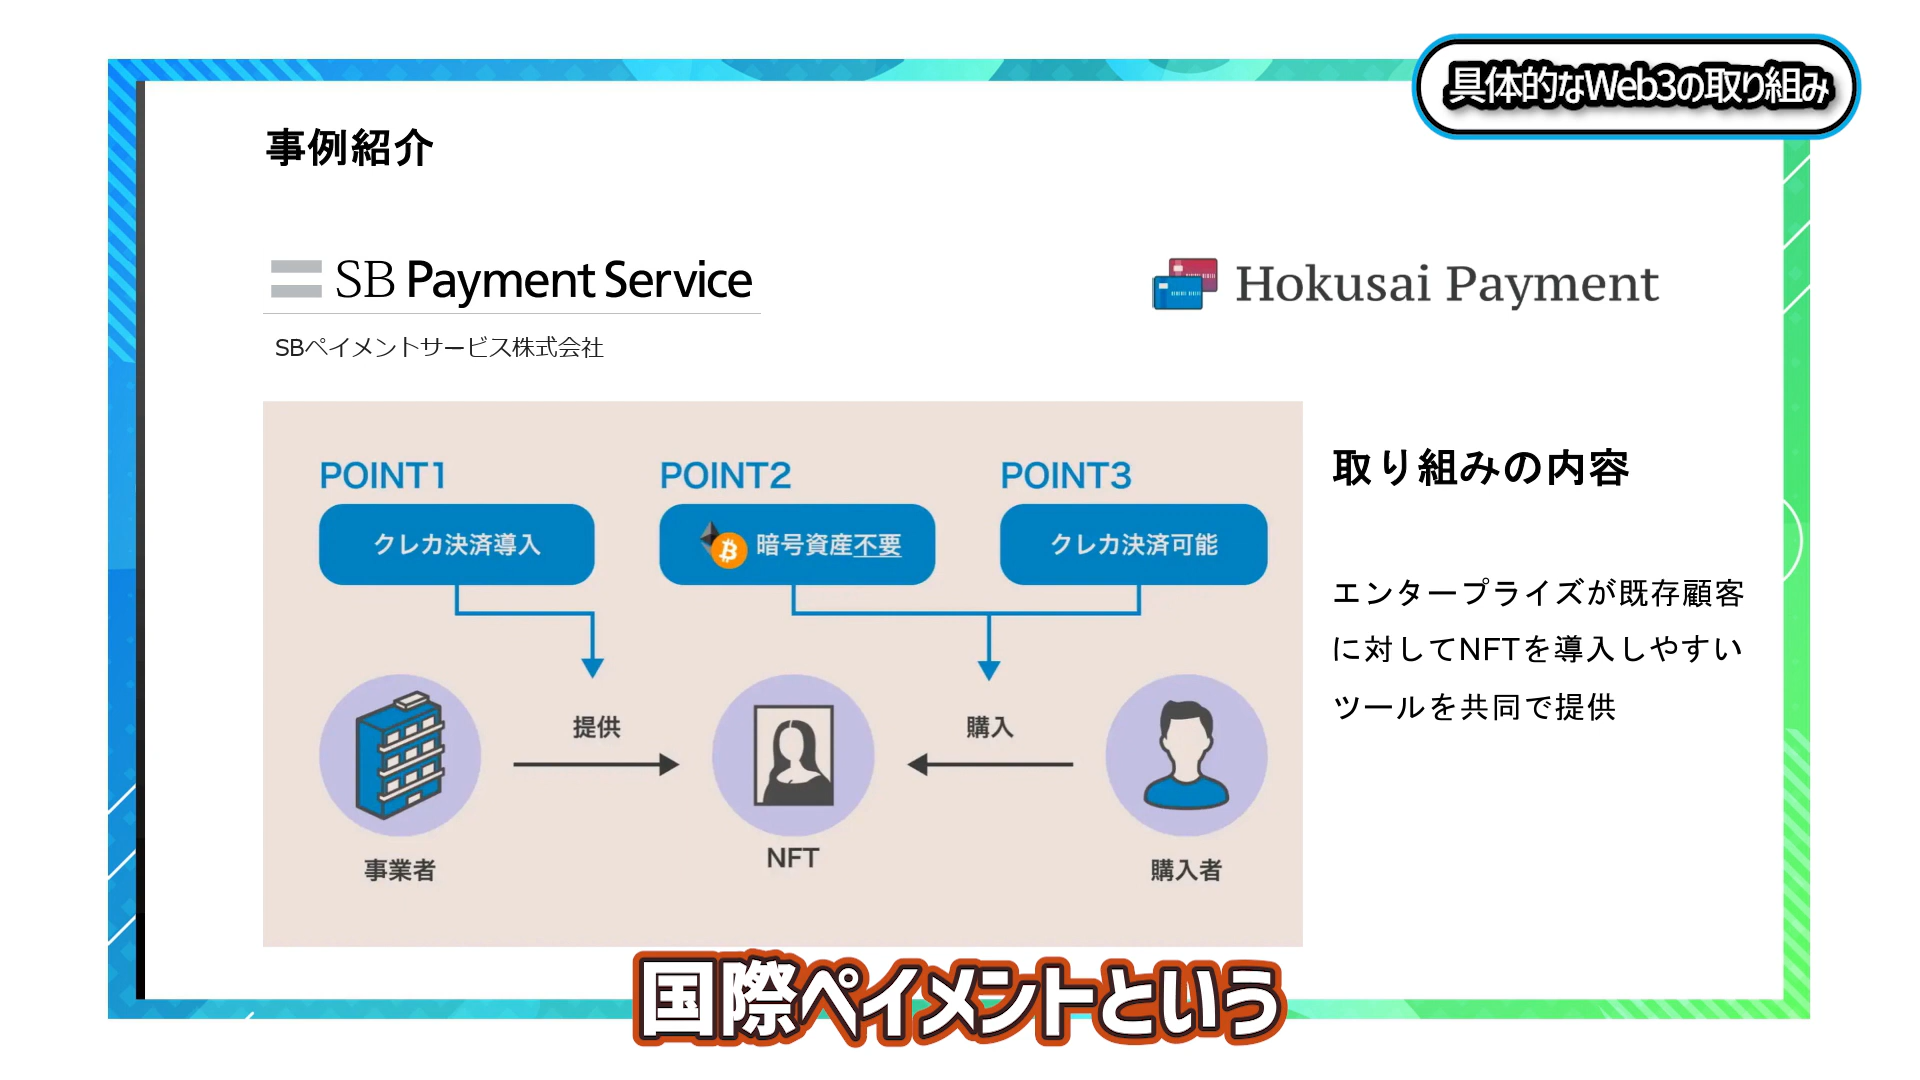 具体的なWeb3の取り組み
事例紹介
SB Payment Service
SBペイメントサービス株式会社
Hokusai Payment
POINT1
POINT2
POINT3
クレカ決済導入
暗号資産不要
クレカ決済可能
提供
購入
事業者
NFT
購入者
取り組みの内容
エンタープライズが既存顧客
に対してNFTを導入しやすい
ツールを共同で提供
国際ペイメントという